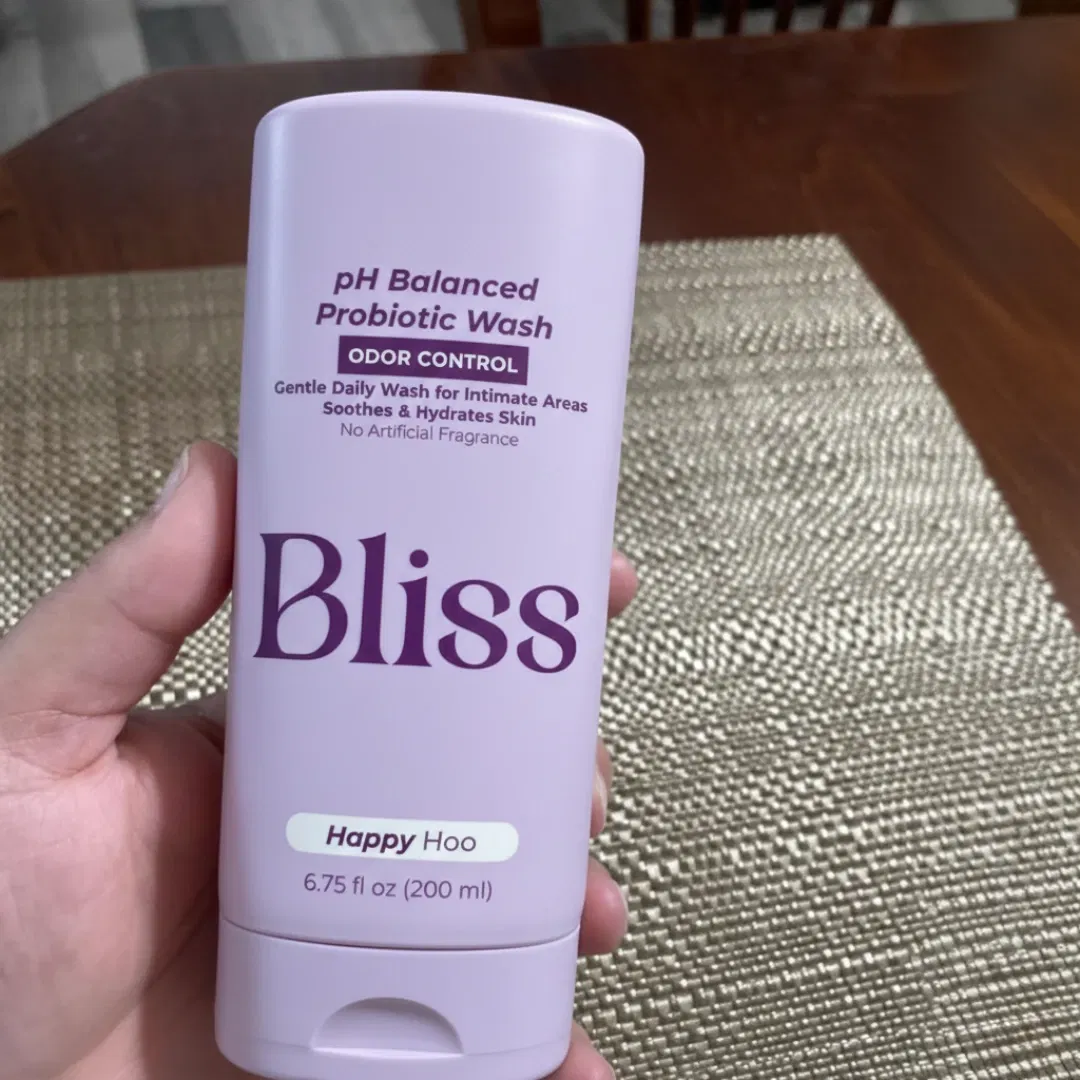 pH Balanced
Probiotic Wash
ODOR CONTROL
Gentle Daily Wash for Intimate Areas
Soothes & Hydrates Skin
No Artificial Fragrance
Bliss
Happy Hoo
6.75 fl oz (200 ml)